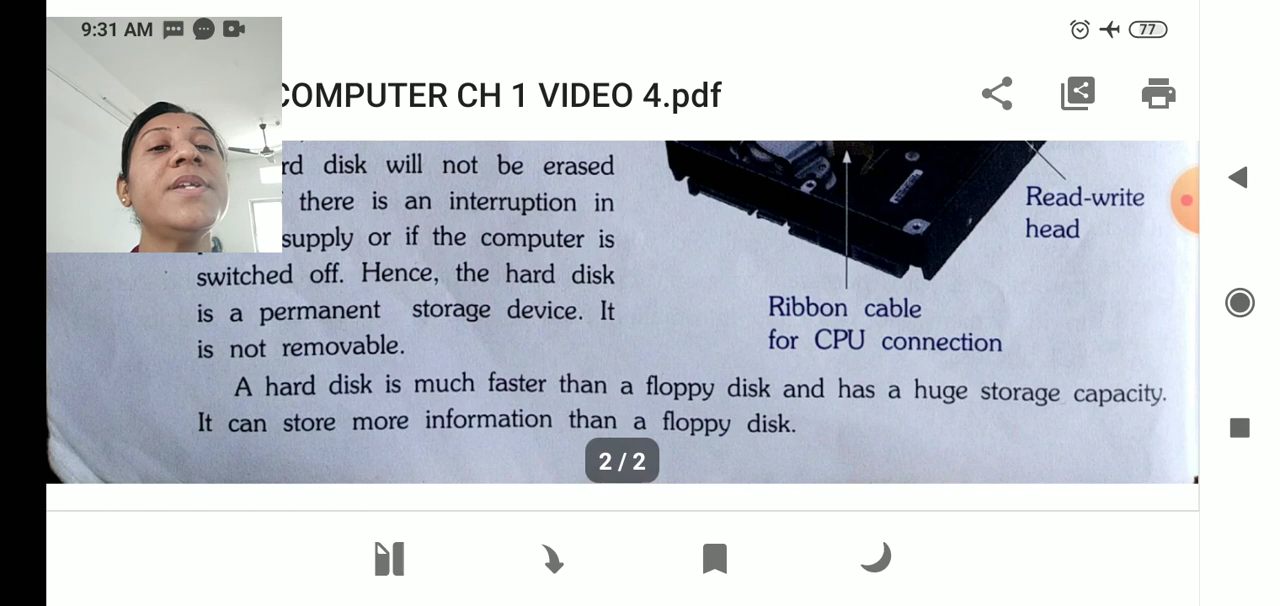 9:31 AM
77
COMPUTER CH 1 VIDEO 4.pdf
rd disk will not be erased
there is an interruption in
supply or if the computer is
switched off. Hence, the hard disk
is a permanent storage device. It
is not removable.
Read-write
head
Ribbon cable
for CPU connection
A hard disk is much faster than a floppy disk and has a huge storage capacity.
It can store more information than a floppy disk.
2 / 2